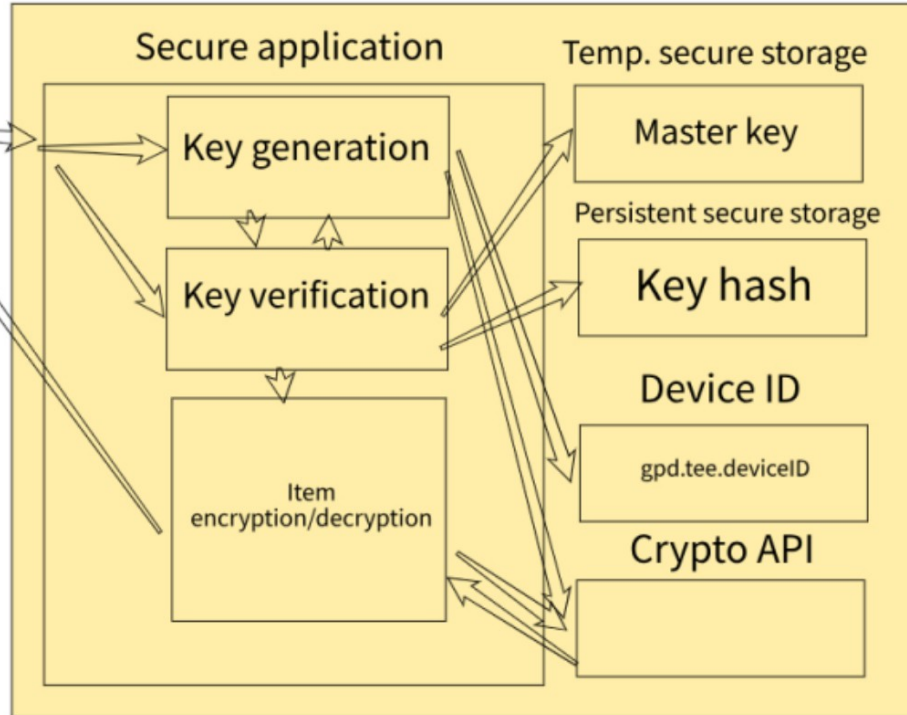 Secure application
Temp. secure storage
Key generation
Master key
Persistent secure storage
Key verification
Key hash
Device ID
gpd.tee.deviceID
Item
encryption/decryption
Crypto API